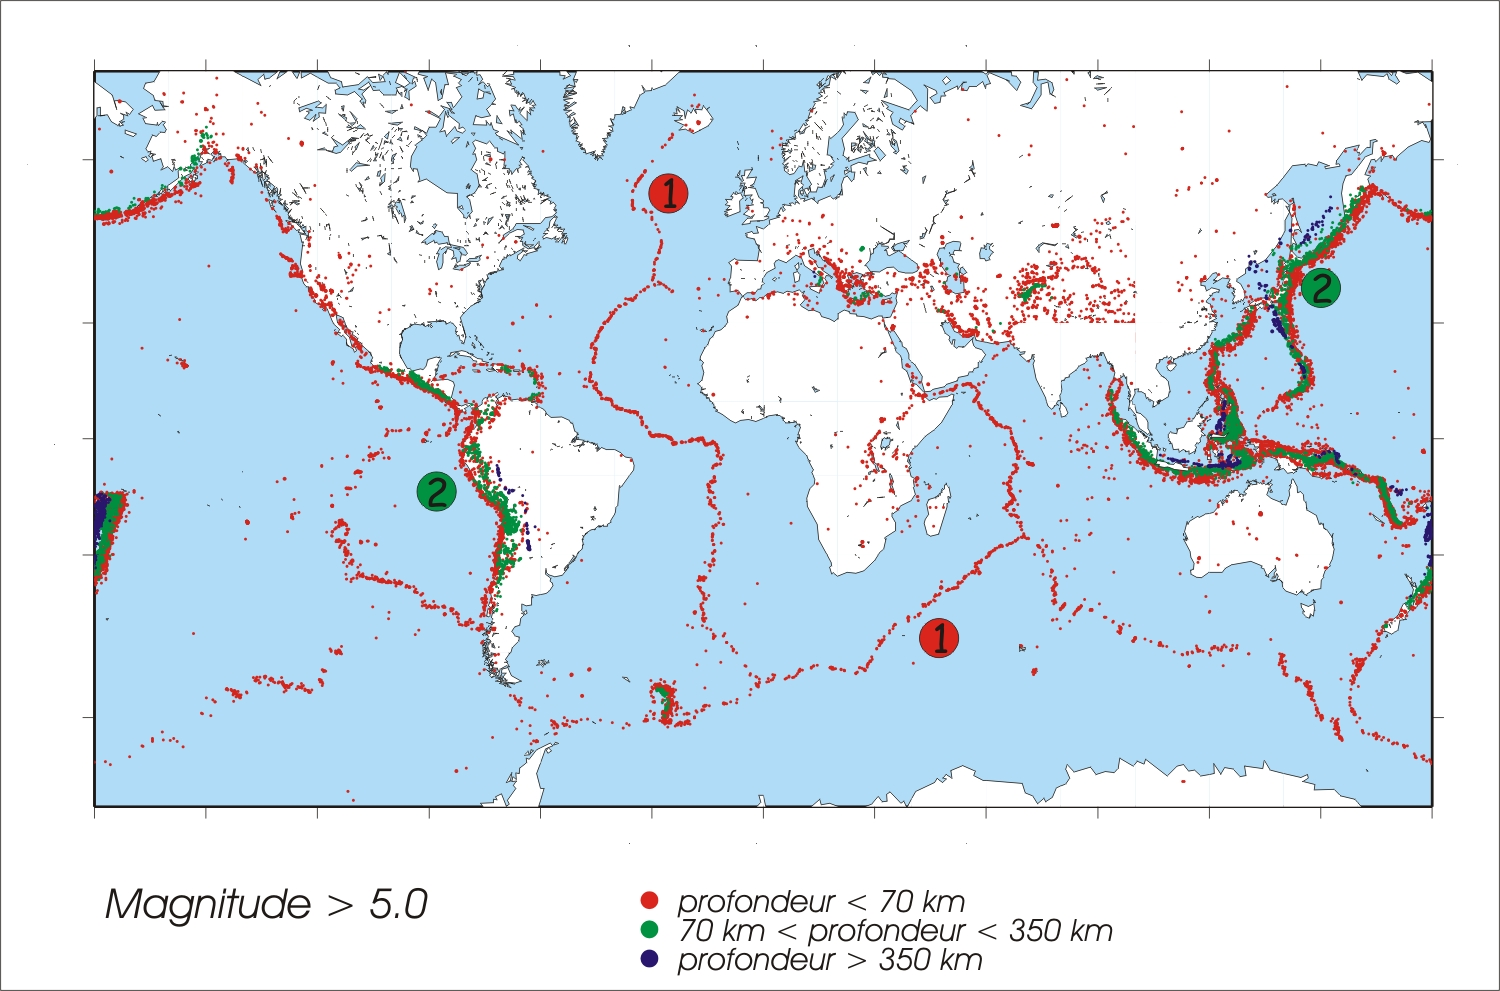 1
2
2
1
Magnitude > 5.0
profondeur < 70 km
70 km < profondeur < 350 km
profondeur > 350 km